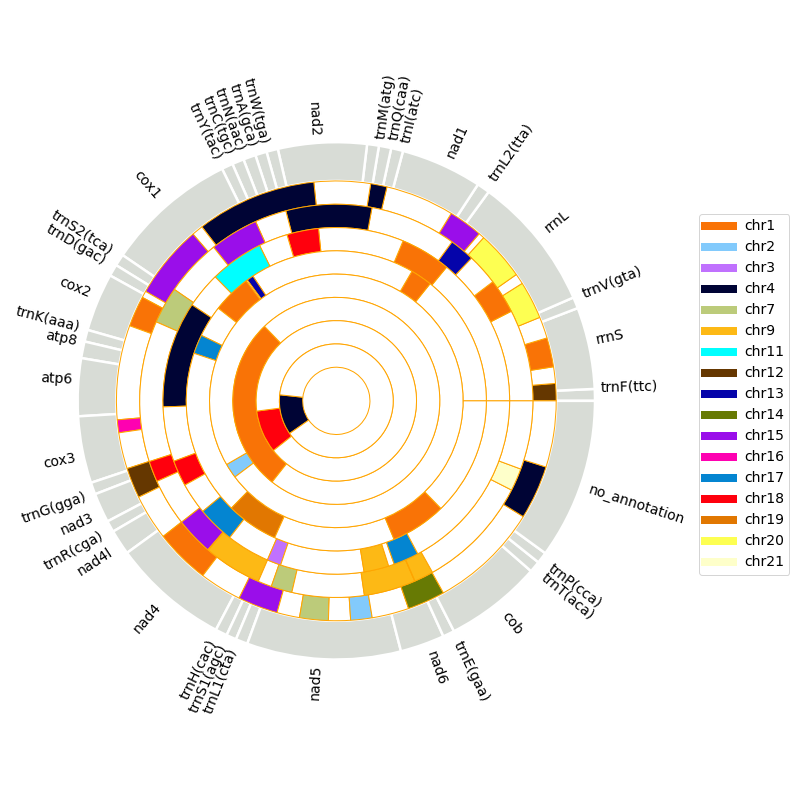 trnF(ttc)
rrnS
trnV(gta)
rrnL
trnL2(tta)
nad1
trnI(atc)
trnQ(caa)
trnM(atg)
nad2
trnW(tga)
trnA(gca)
trnN(aac)
trnC(tgc)
trnY(tac)
cox1
trnS2(tca)
trnD(gac)
cox2
trnK(aaa)
atp8
atp6
cox3
trnG(gga)
nad3
trnR(cga)
nad4l
nad4
trnH(cac)
trnS1(agc)
trnL1(cta)
nad5
nad6
trnE(gaa)
cob
trnT(aca)
trnP(cca)
no_annotation
chr1
chr2
chr3
chr4
chr7
chr9
chr11
chr12
chr13
chr14
chr15
chr16
chr17
chr18
chr19
chr20
chr21